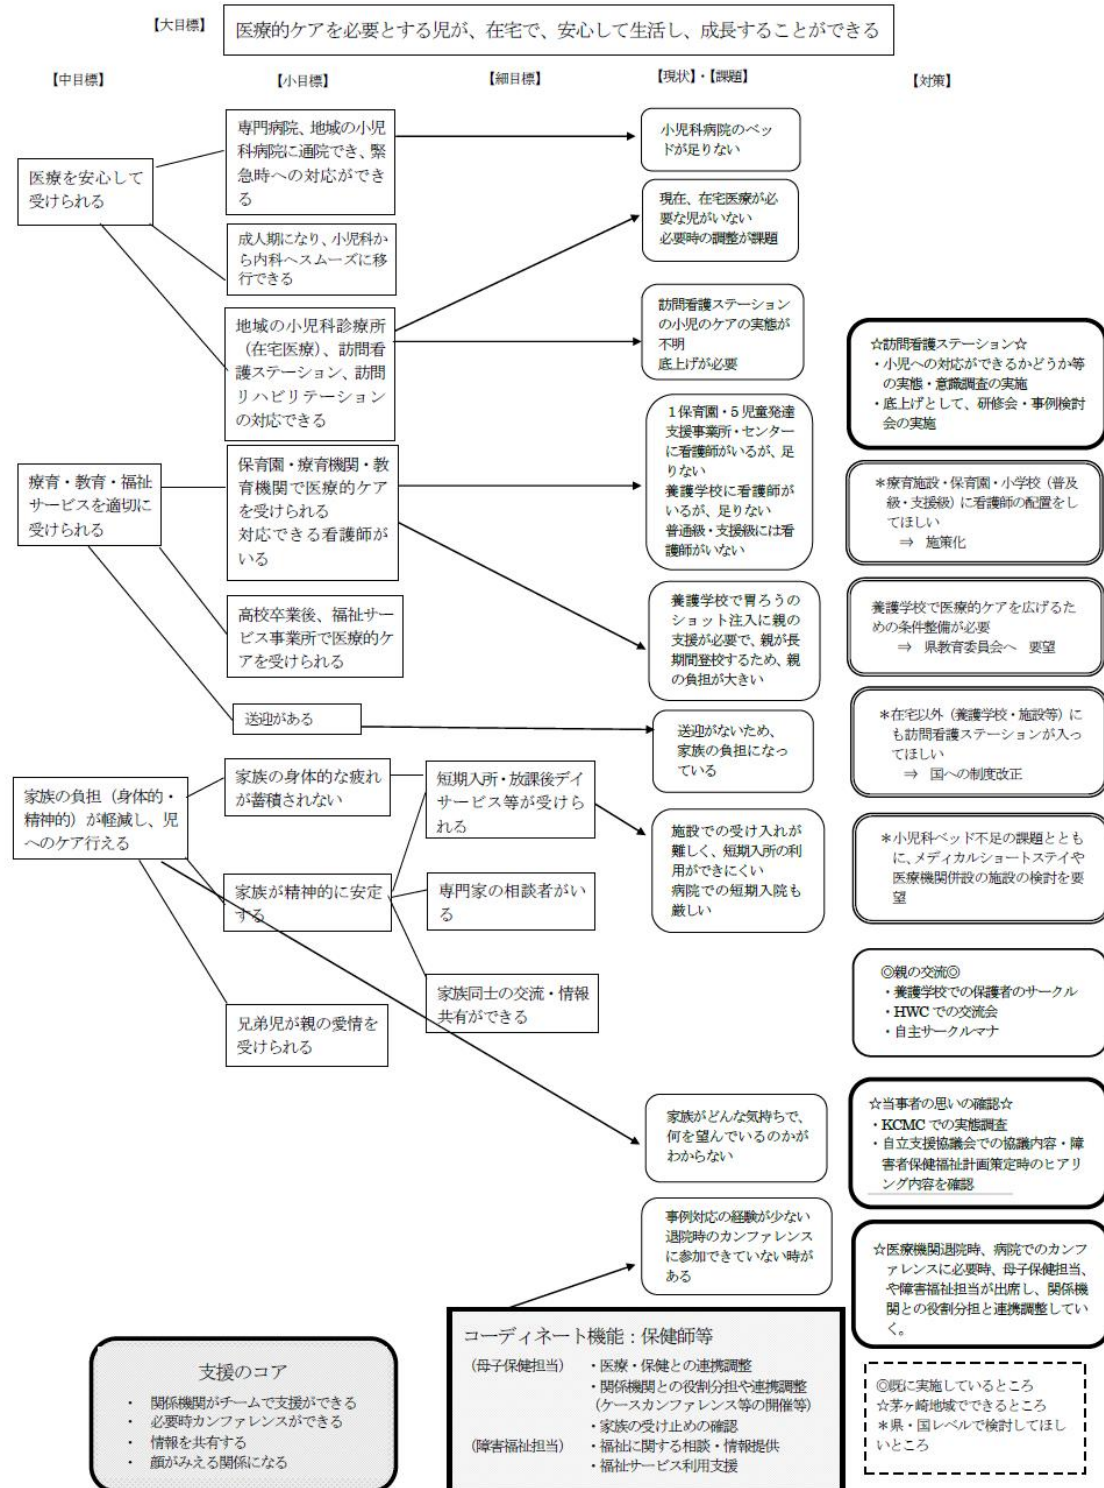 【大目標】
医療的ケアを必要とする児が、在宅で、安心して生活し、成長することができる
【中目標】
【小目標】
【細目標】
【現状】・【課題】
【対策】
医療を安心して
受けられる
療育・教育・福祉
サービスを適切に
受けられる
家族の負担（身体的・
精神的）が軽減し、児
へのケア行える
専門病院、地域の小児
科病院に通院でき、緊
急時への対応ができ
る
成人期になり、小児科か
ら内科へスムーズに移
行できる
地域の小児科診療所
（在宅医療）、訪問看
護ステーション、訪問
リハビリテーション
の対応できる
保育園・療育機関・教
育機関で医療的ケア
を受けられる
対応できる看護師が
いる
高校卒業後、福祉サー
ビス事業所で医療的ケ
アを受けられる
送迎がある
家族の身体的な疲れ
が蓄積されない
家族が精神的に安定
する
兄弟児が親の愛情を
受けられる
短期入所・放課後デイ
サービス等が受けら
れる
専門家の相談者がい
る
家族同士の交流・情報
共有ができる
小児科病院のベッ
ドが足りない
現在、在宅医療が必
要な児がいない
必要時の調整が課題
訪問看護ステーション
の小児のケアの実態が
不明
底上げが必要
１保育園・５児童発達
支援事業所・センター
に看護師がいるが、足
りない
養護学校に看護師が
いるが、足りない
普通級・支援級には看
護師がいない
養護学校で胃ろうの
ショット注入に親の
支援が必要で、親が長
期間登校するため、親
の負担が大きい
送迎がないため、
家族の負担になっ
ている
施設での受け入れが
難しく、短期入所の利
用ができにくい
病院での短期入院も
厳しい
家族がどんな気持ちで、
何を望んでいるのかが
わからない
事例対応の経験が少ない
退院時のカンファレンス
に参加できていない時が
ある
☆訪問看護ステーション☆
・小児への対応ができるかどうか等
の実態・意識調査の実施
・底上げとして、研修会・事例検討
会の実施
＊療育施設・保育園・小学校（普及
級・支援級）に看護師の配置をし
てほしい
⇒ 施策化
養護学校で医療的ケアを広げるた
めの条件整備が必要
⇒ 県教育委員会へ 要望
＊在宅以外（養護学校・施設等）に
も訪問看護ステーションが入っ
てほしい
⇒ 国への制度改正
＊小児科ベッド不足の課題ととも
に、メディカルショートステイや
医療機関併設の施設の検討を要
望
◎親の交流◎
・養護学校での保護者のサークル
・HWC での交流会
・自主サークルマナ
☆当事者の思いの確認☆
・KCMC での実態調査
・自立支援協議会での協議内容・障
害者保健福祉計画策定時のヒアリ
ング内容を確認
☆医療機関退院時、病院でのカンフ
ァレンスに必要時、母子保健担当、
や障害福祉担当が出席し、関係機
関との役割分担と連携調整してい
く。
支援のコア
・ 関係機関がチームで支援ができる
・ 必要時カンファレンスができる
・ 情報を共有する
・ 顔がみえる関係になる
コーディネート機能：保健師等
（母子保健担当） ・医療・保健との連携調整
・関係機関との役割分担や連携調整
（ケースカンファレンス等の開催等）
・家族の受け止めの確認
（障害福祉担当） ・福祉に関する相談・情報提供
・福祉サービス利用支援
◎既に実施しているところ
☆茅ヶ崎地域でできるところ
＊県・国レベルで検討してほし
いところ